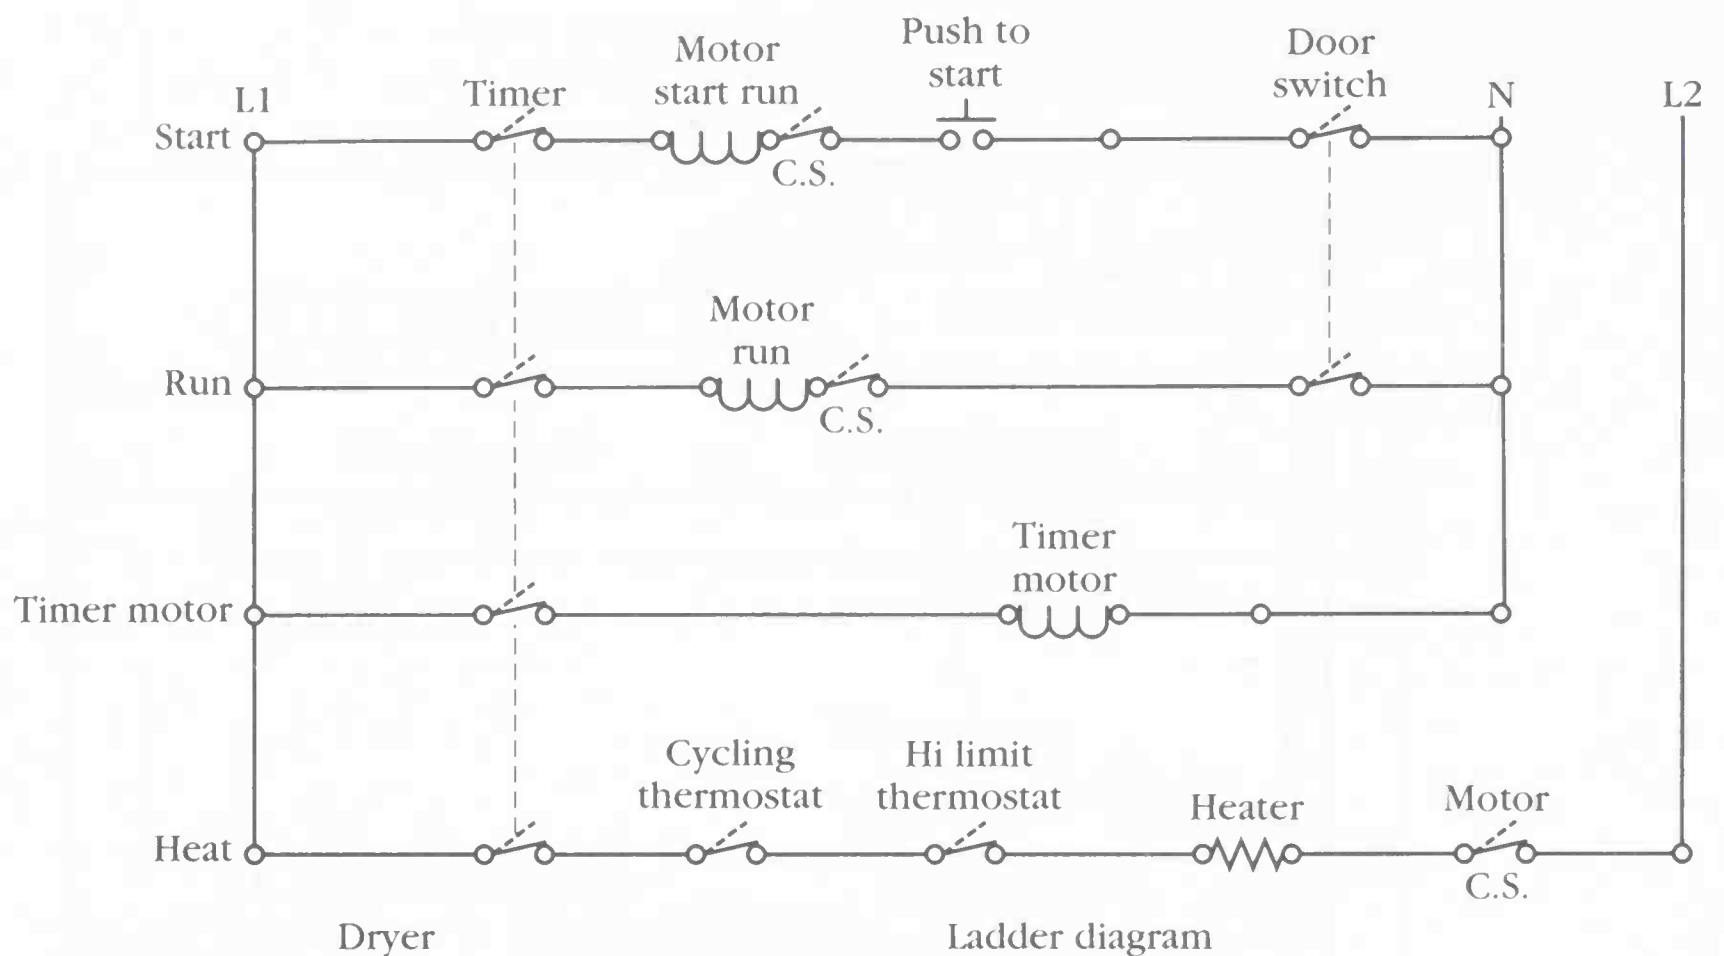 Push to
start
Door
switch
Motor
start run
L1
Timer
N
L2
Start
C.S.
Motor
run
Run
C.S.
Timer
motor
Timer motor
Cycling
thermostat
Hi limit
thermostat
Heater
Motor
Heat
C.S.
Dryer
Ladder diagram